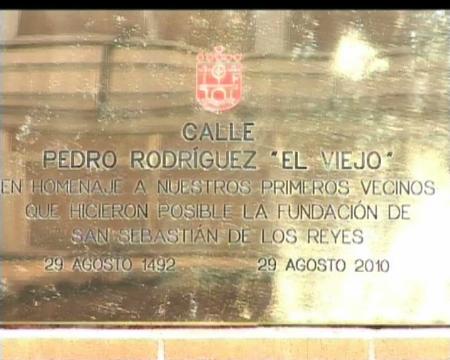 CALLE
PEDRO RODRÍGUEZ "EL VIEJO"
EN HOMENAJE A NUESTROS PRIMEROS VECINOS
QUE HICIERON POSIBLE LA FUNDACIÓN DE
SAN SEBASTIÁN DE LOS REYES
29 AGOSTO 1492 29 AGOSTO 2010